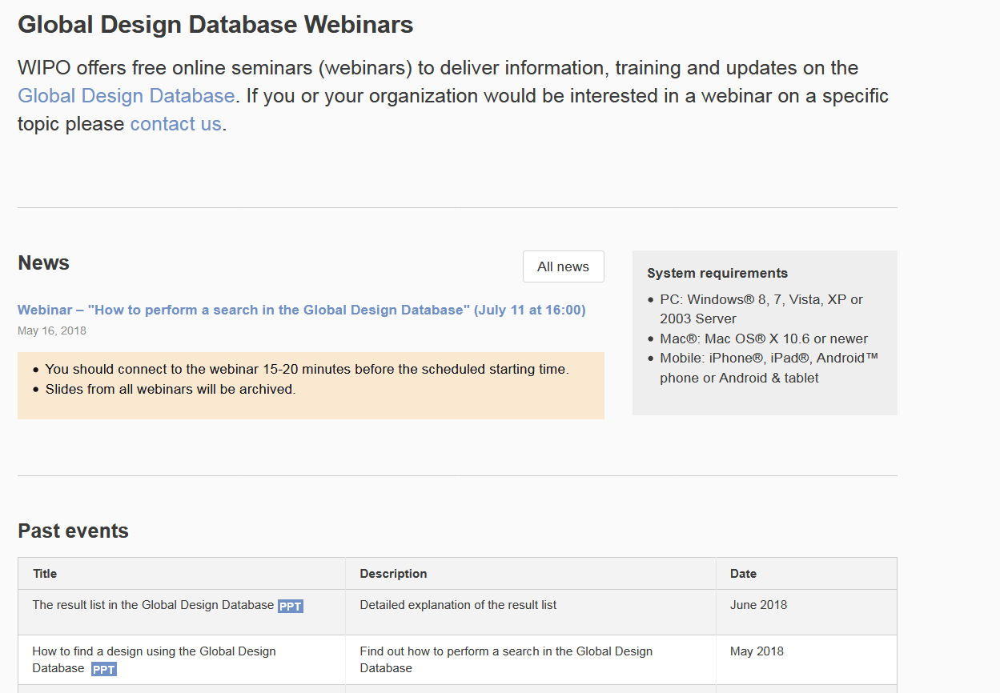 Global Design Database Webinars
WIPO offers free online seminars (webinars) to deliver information, training and updates on the
Global Design Database. If you or your organization would be interested in a webinar on a specific
topic please contact us.
News
All news
Webinar – "How to perform a search in the Global Design Database" (July 11 at 16:00)
May 16, 2018
• You should connect to the webinar 15-20 minutes before the scheduled starting time.
• Slides from all webinars will be archived.
System requirements
• PC: Windows® 8, 7, Vista, XP or
2003 Server
• Mac®: Mac OS® X 10.6 or newer
• Mobile: iPhone®, iPad®, Android™
phone or Android & tablet
Past events
Title Description Date
The result list in the Global Design Database PPT Detailed explanation of the result list June 2018
How to find a design using the Global Design
Database PPT
Find out how to perform a search in the Global Design
Database
May 2018